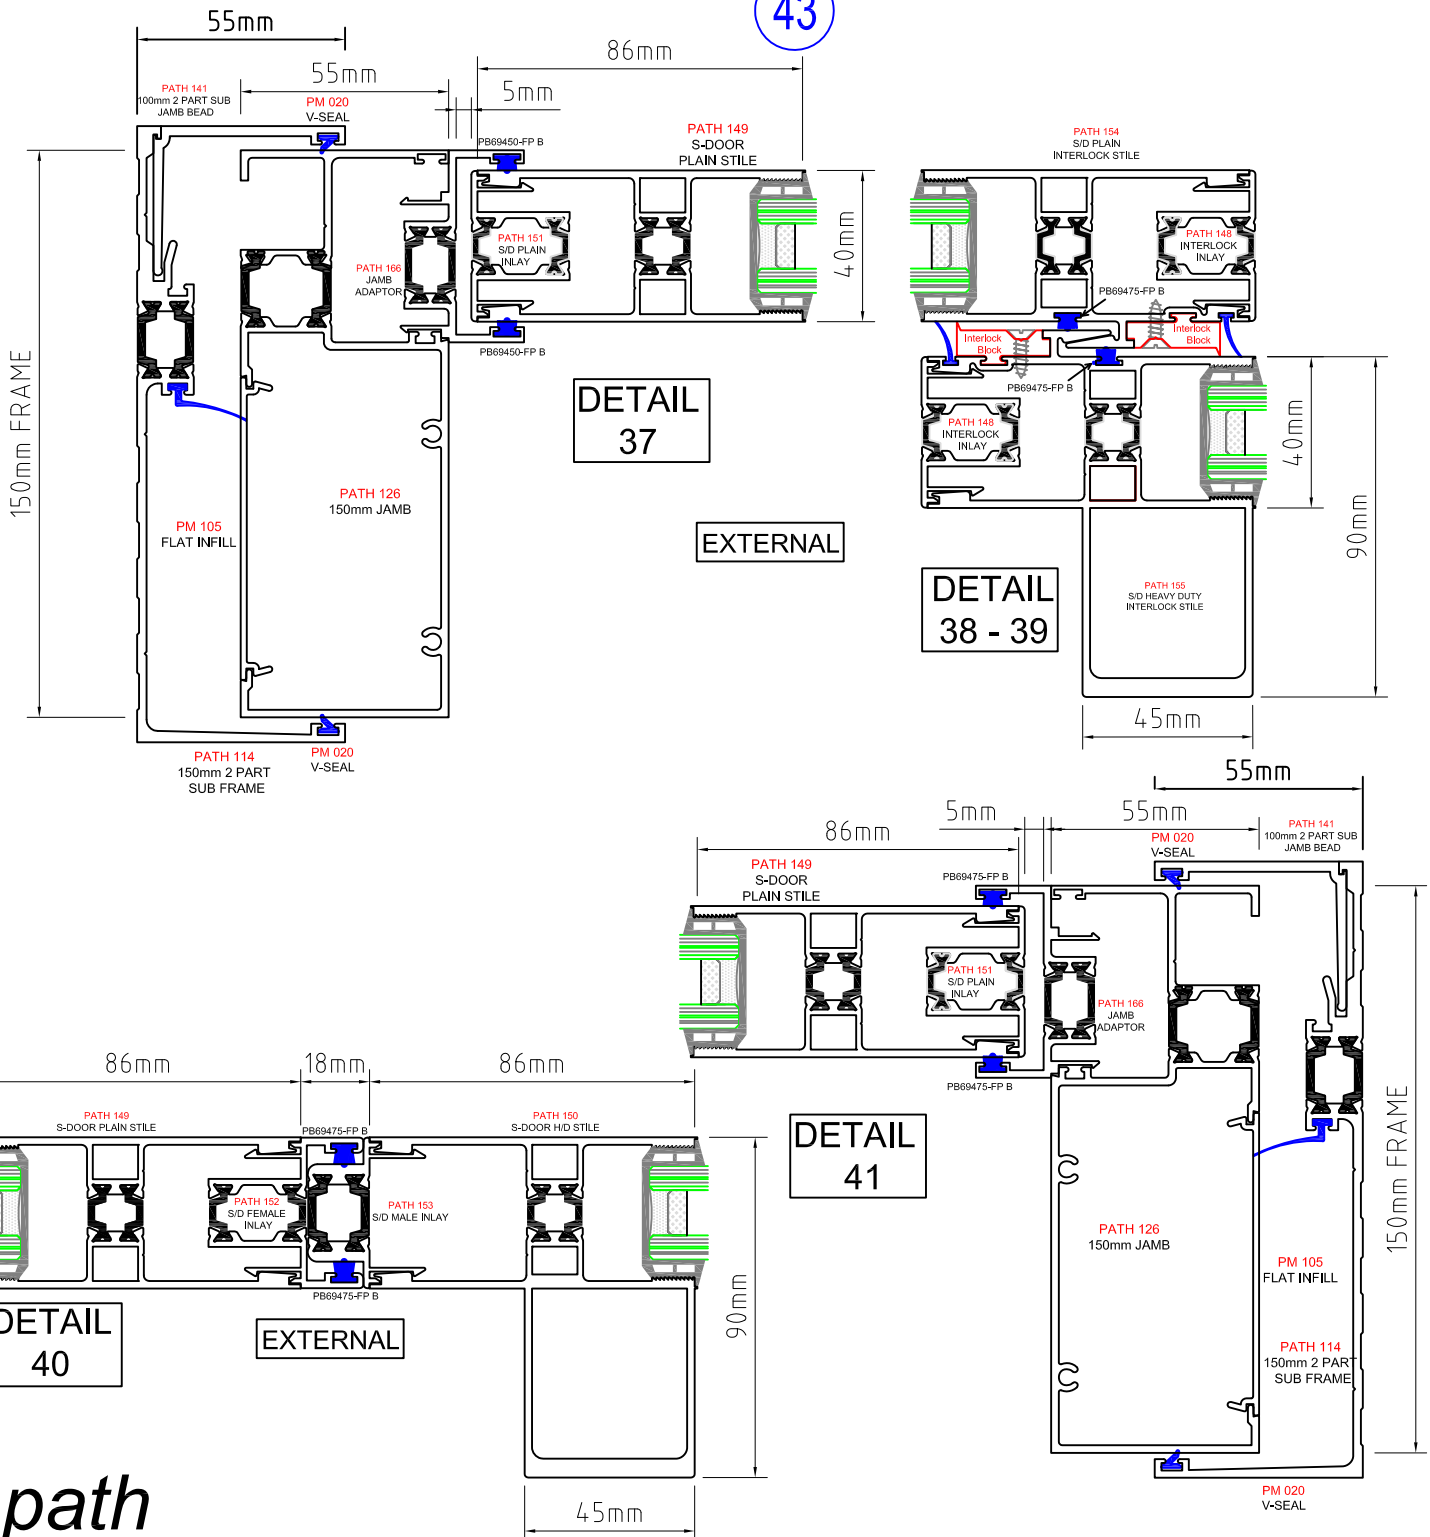 43
55mm
86mm
55mm
5mm
PATH 141
100mm 2 PART SUB
JAMB BEAD
PM 020
V-SEAL
PB69450-FP B
PATH 149
S-DOOR
PLAIN STILE
PATH 154
S/D PLAIN
INTERLOCK STILE
PATH 151
S/D PLAIN
INLAY
PATH 148
INTERLOCK
INLAY
PATH 166
JAMB
ADAPTOR
40mm
PB69475-FP B
Interlock
Block
Interlock
Block
PB69450-FP B
PB69475-FP B
150mm FRAME
DETAIL
37
PATH 148
INTERLOCK
INLAY
40mm
90mm
PATH 126
150mm JAMB
PM 105
FLAT INFILL
EXTERNAL
DETAIL
38 - 39
PATH 155
S/D HEAVY DUTY
INTERLOCK STILE
45mm
PATH 114
150mm 2 PART
SUB FRAME
PM 020
V-SEAL
55mm
86mm
5mm
55mm
PATH 141
100mm 2 PART SUB
JAMB BEAD
PM 020
V-SEAL
PATH 149
S-DOOR
PLAIN STILE
PB69475-FP B
PATH 151
S/D PLAIN
INLAY
PATH 166
JAMB
ADAPTOR
86mm
18mm
86mm
PB69475-FP B
PATH 149
S-DOOR PLAIN STILE
PB69475-FP B
PATH 150
S-DOOR H/D STILE
DETAIL
41
150mm FRAME
PATH 152
S/D FEMALE
INLAY
PATH 153
S/D MALE INLAY
PATH 126
150mm JAMB
PM 105
FLAT INFILL
PB69475-FP B
90mm
DETAIL
40
EXTERNAL
PATH 114
150mm 2 PART
SUB FRAME
path
45mm
PM 020
V-SEAL